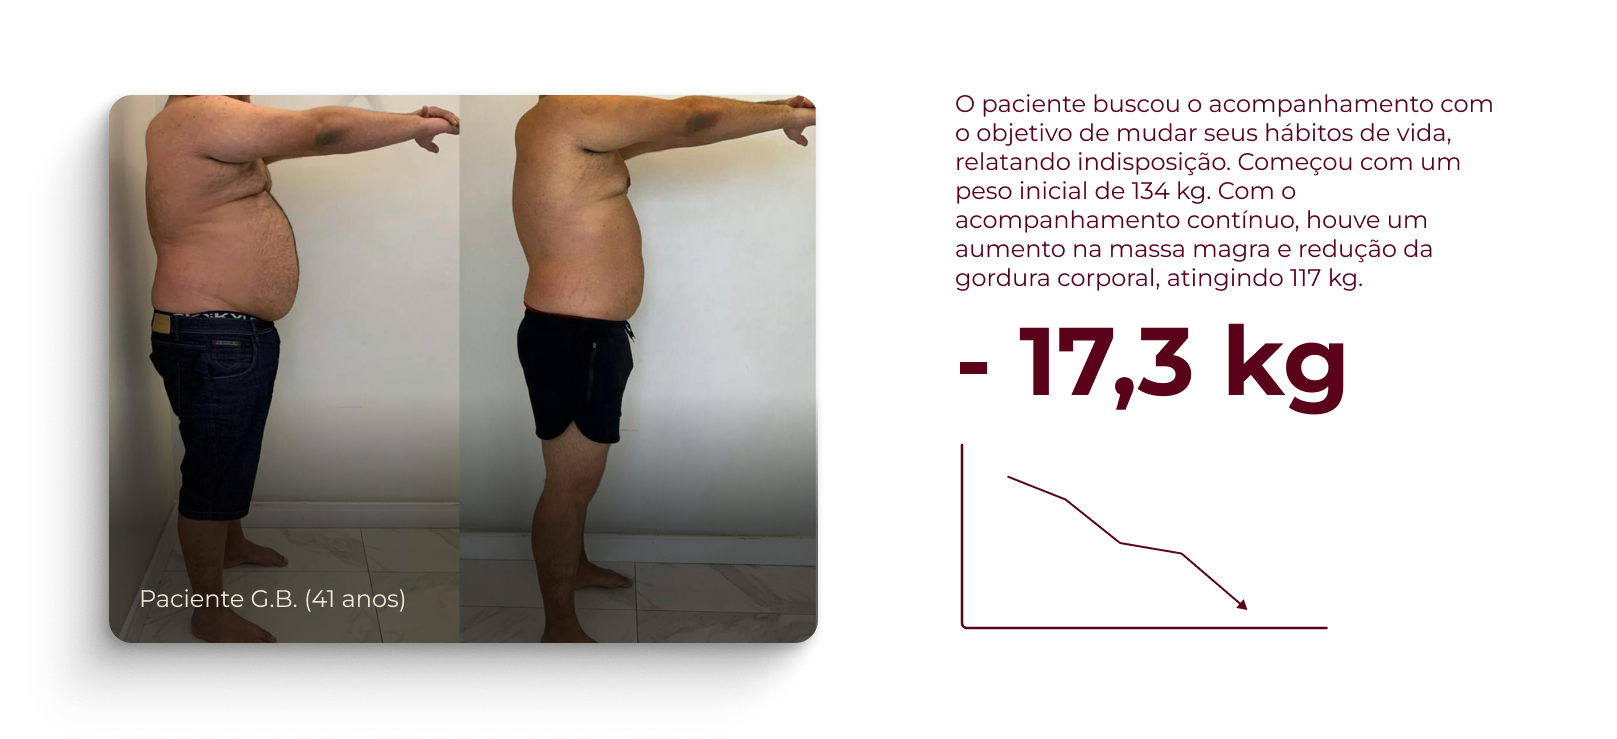 O paciente buscou o acompanhamento com
o objetivo de mudar seus hábitos de vida,
relatando indisposição. Começou com um
peso inicial de 134 kg. Com o
acompanhamento contínuo, houve um
aumento na massa magra e redução da
gordura corporal, atingindo 117 kg.
- 17,3 kg
Paciente G.B. (41 anos)